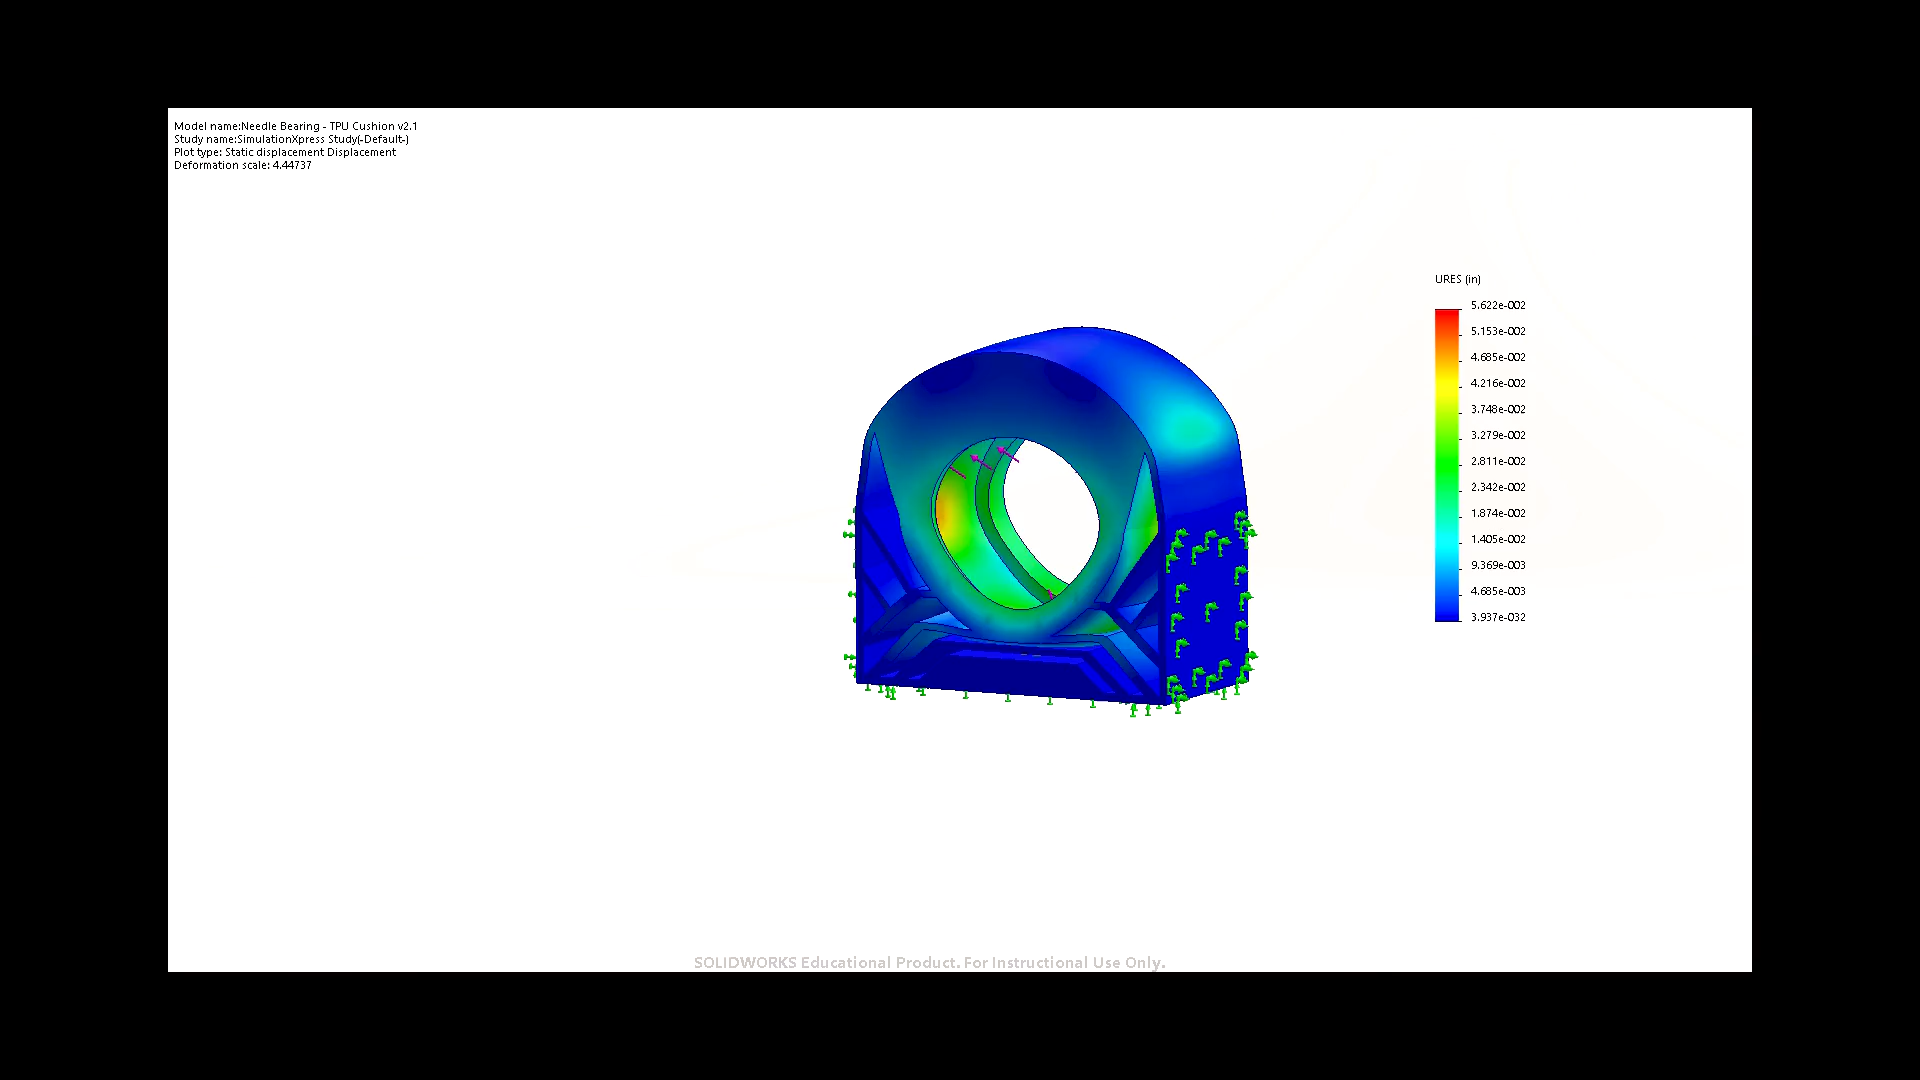 Model name:Needle Bearing - TPU Cushion v2.1
Study name:SimulationXpress Study(-Default-)
Plot type: Static displacement Displacement
Deformation scale: 4.44737
URES (in)
5.622e-002
5.153e-002
4.685e-002
4.216e-002
3.748e-002
3.279e-002
2.811e-002
2.342e-002
1.874e-002
1.405e-002
9.369e-003
4.685e-003
3.937e-032
SOLIDWORKS Educational Product. For Instructional Use Only.